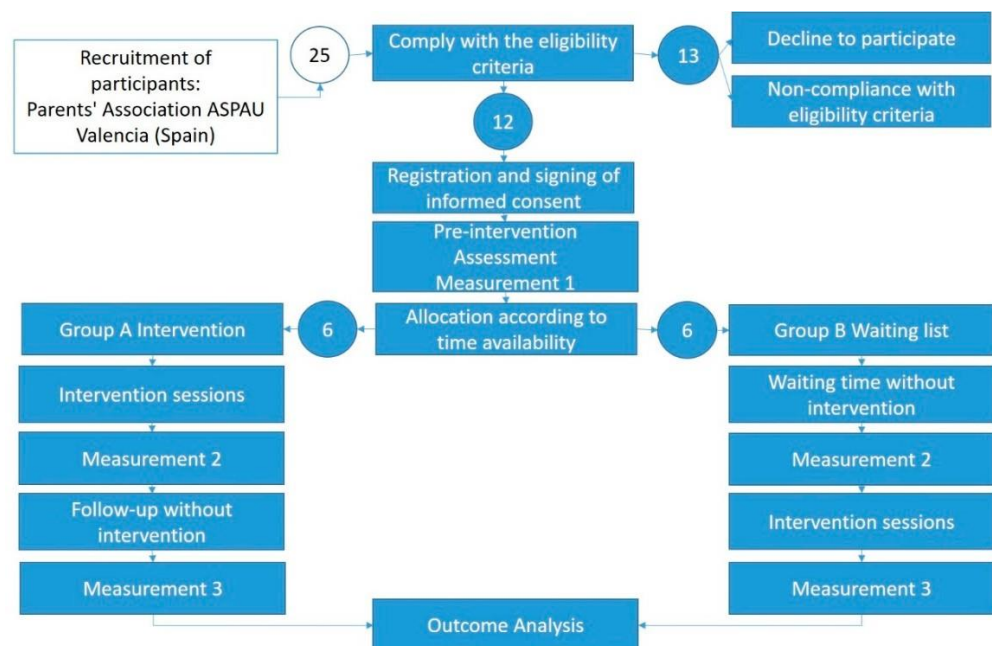 Recruitment of
participants:
Parents' Association ASPAU
Valencia (Spain)
25
Comply with the eligibility
criteria
13
Decline to participate
Non-compliance with
eligibility criteria
12
Registration and signing of
informed consent
Pre-intervention
Assessment
Measurement 1
Allocation according to
time availability
6
6
Group A Intervention
Intervention sessions
Measurement 2
Follow-up without
intervention
Measurement 3
Group B Waiting list
Waiting time without
intervention
Measurement 2
Intervention sessions
Measurement 3
Outcome Analysis